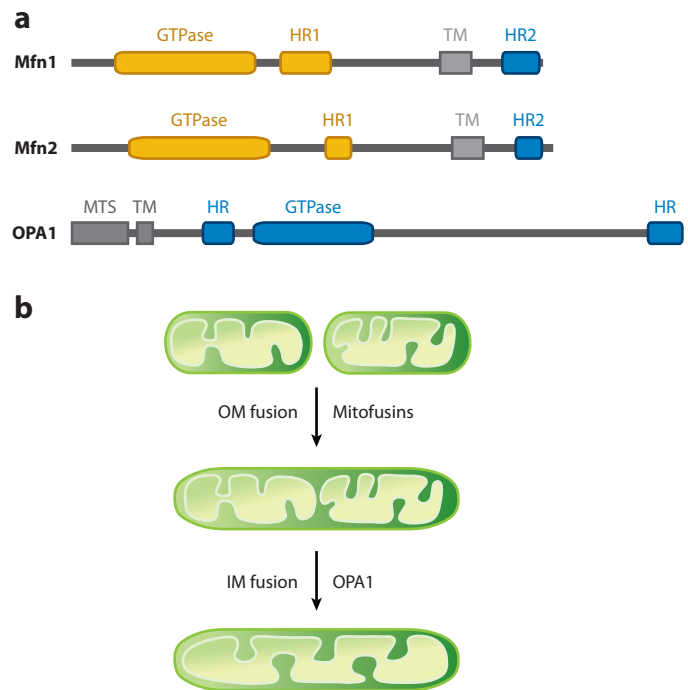 a
GTPase HR1 TM HR2
Mfn1
GTPase HR1 TM HR2
Mfn2
MTS TM HR GTPase HR
OPA1
b
OM fusion Mitofusins
IM fusion OPA1